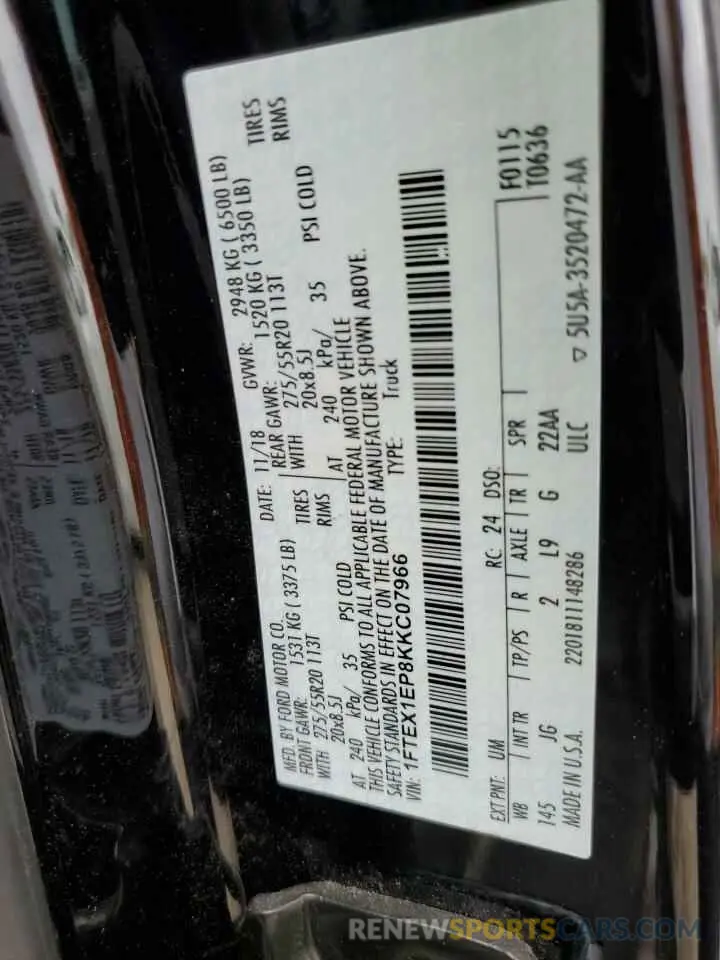 MFD. BY FORD MOTOR CO.
DATE: 11/18 GVWR: 2948 KG ( 6500 LB)
FRONT GAWR: 1531 KG ( 3375 LB) REAR GAWR: 1520 KG ( 3350 LB)
WITH 275/55R20 113T TIRES WITH 275/55R20 113T TIRES
20x8.5J RIMS 20x8.5J RIMS
AT 240 kPa/ 35 PSI COLD AT 240 kPa/ 35 PSI COLD
THIS VEHICLE CONFORMS TO ALL APPLICABLE FEDERAL MOTOR VEHICLE
SAFETY STANDARDS IN EFFECT ON THE DATE OF MANUFACTURE SHOWN ABOVE.
VIN: 1FTEX1EP8KKC07966 TYPE: Truck
F0115
T0636
EXT PNT: UM RC: 24 DSO:
WB INT TR TP/PS R AXLE TR SPR
145 JG 2 L9 G 22AA
ULC
MADE IN U.S.A. 2201811148286 ▽ 5U5A-3520472-AA
RENEWSPORTSCARS.COM